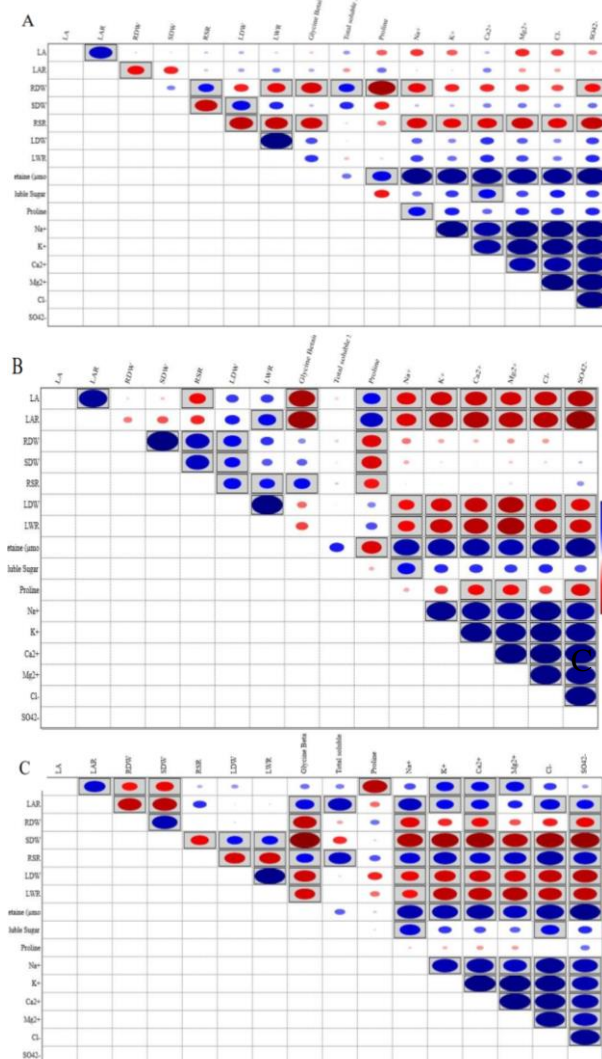 A
LA LAR RDW SDW RSR LDW LWR Glycine Betnis Total soluble Proline Na+ K+ Ca2+ Mg2+ Cl- SO42-
LA
LAR
RDW
SDW
RSR
LDW
LWR
etaine (µmo
luble Sugar
Proline
Na+
K+
Ca2+
Mg2+
Cl-
SO42-
B
LA LAR RDW SDW RSR LDW LWR Glycine Betnis Total soluble Proline Na+ K+ Ca2+ Mg2+ Cl- SO42-
LA
LAR
RDW
SDW
RSR
LDW
LWR
etaine (µmo
luble Sugar
Proline
Na+
K+
Ca2+
C
Mg2+
Cl-
SO42-
C
LA LAR RDW SDW RSR LDW LWR Glycine Beta Total soluble Proline Na+ K+ Ca2+ Mg2+ Cl- SO42-
LAR
RDW
SDW
RSR
LDW
LWR
etaine (µmo
luble Sugar
Proline
Na+
K+
Ca2+
Mg2+
Cl-
SO42-